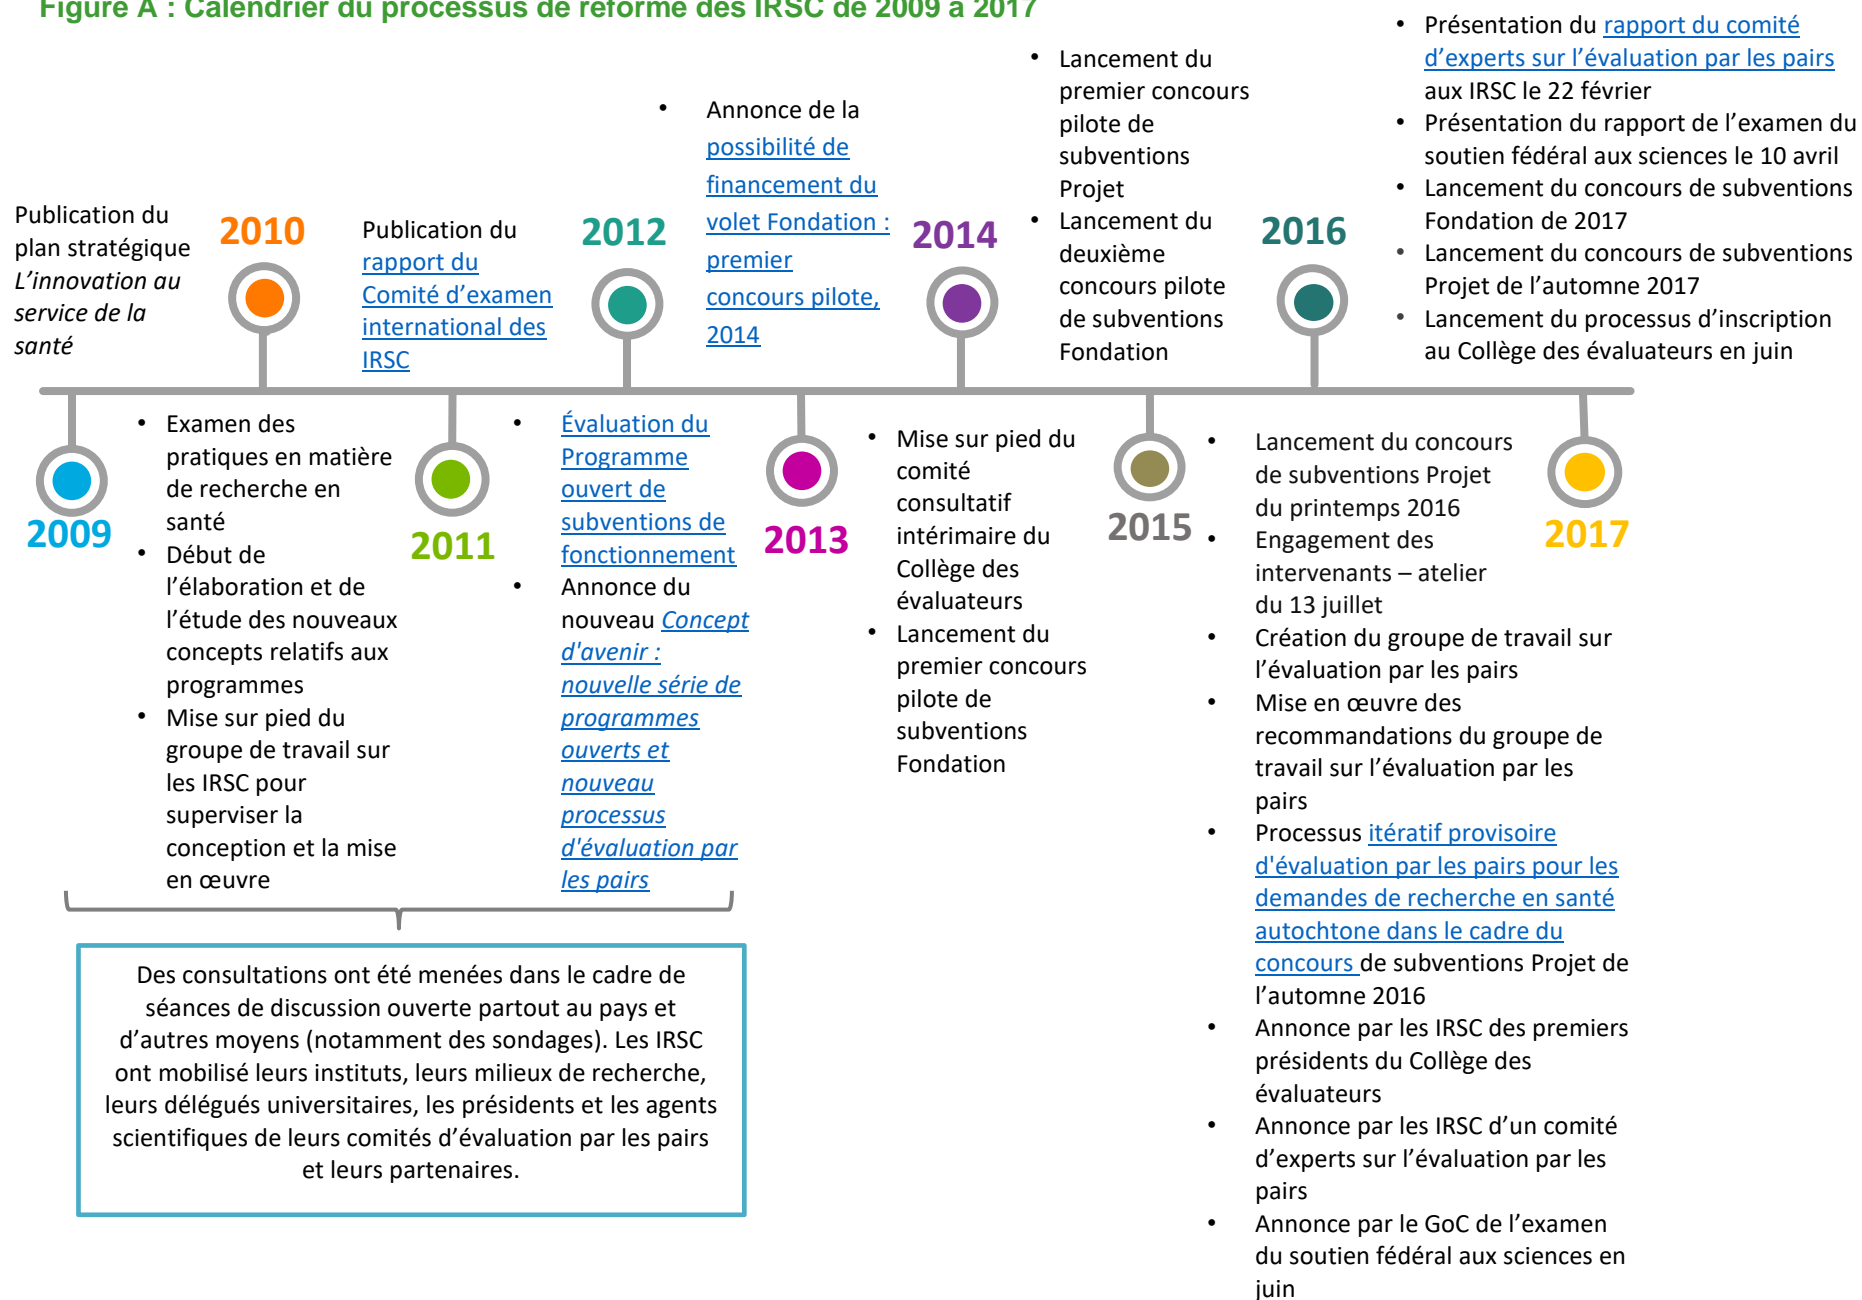 Figure A : Calendrier du processus de réforme des IRSC de 2009 à 2017
Publication du
plan stratégique
L'innovation au
service de la
santé
2009
2010
• Examen des
pratiques en matière
de recherche en
santé
• Début de
l'élaboration et de
l'étude des nouveaux
concepts relatifs aux
programmes
• Mise sur pied du
groupe de travail sur
les IRSC pour
superviser la
conception et la mise
en œuvre
Publication du
rapport du
Comité d'examen
international des
IRSC
2011
2012
• Évaluation du
Programme
ouvert de
subventions de
fonctionnement
• Annonce du
nouveau Concept
d'avenir :
nouvelle série de
programmes
ouverts et
nouveau
processus
d'évaluation par
les pairs
• Annonce de la
possibilité de
financement du
volet Fondation :
premier
concours pilote,
2014
2013
2014
• Mise sur pied du
comité
consultatif
intérimaire du
Collège des
évaluateurs
• Lancement du
premier concours
pilote de
subventions
Fondation
• Lancement du
premier concours
pilote de
subventions
Projet
• Lancement du
deuxième
concours pilote
de subventions
Fondation
2015
2016
• Lancement du concours
de subventions Projet
du printemps 2016
• Engagement des
intervenants – atelier
du 13 juillet
• Création du groupe de travail sur
l'évaluation par les pairs
• Mise en œuvre des
recommandations du groupe de
travail sur l'évaluation par les
pairs
• Processus itératif provisoire
d'évaluation par les pairs pour les
demandes de recherche en santé
autochtone dans le cadre du
concours de subventions Projet de
l'automne 2016
• Annonce par les IRSC des premiers
présidents du Collège des
évaluateurs
• Annonce par les IRSC d'un comité
d'experts sur l'évaluation par les
pairs
• Annonce par le GoC de l'examen
du soutien fédéral aux sciences en
juin
• Présentation du rapport du comité
d'experts sur l'évaluation par les pairs
aux IRSC le 22 février
• Présentation du rapport de l'examen du
soutien fédéral aux sciences le 10 avril
• Lancement du concours de subventions
Fondation de 2017
• Lancement du concours de subventions
Projet de l'automne 2017
• Lancement du processus d'inscription
au Collège des évaluateurs en juin
2017
Des consultations ont été menées dans le cadre de
séances de discussion ouverte partout au pays et
d'autres moyens (notamment des sondages). Les IRSC
ont mobilisé leurs instituts, leurs milieux de recherche,
leurs délégués universitaires, les présidents et les agents
scientifiques de leurs comités d'évaluation par les pairs
et leurs partenaires.